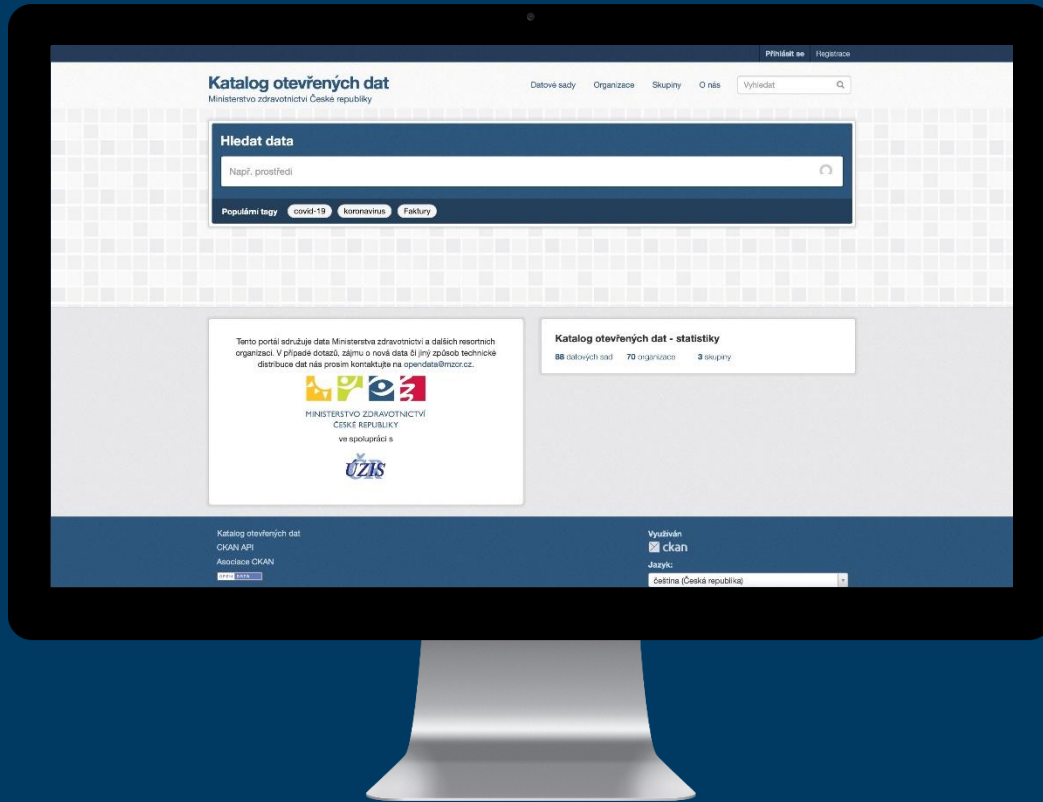 Přihlásit se Registrace
Katalog otevřených dat
Ministerstvo zdravotnictví České republiky
Datové sady Organizace Skupiny O nás Vyhledat
Hledat data
Např. prostředí
Populární tagy covid-19 koronavirus Faktury
Tento portál sdružuje data Ministerstva zdravotnictví a dalších resortních
organizací. V případě dotazů, zájmu o nová data či jiný způsob technické
distribuce dat nás prosím kontaktujte na opendata@mzcr.cz.
MINISTERSTVO ZDRAVOTNICTVÍ
ČESKÉ REPUBLIKY
ve spolupráci s
ÚZIS
ČR
Katalog otevřených dat - statistiky
88 datových sad 70 organizace 3 skupiny
Katalog otevřených dat
CKAN API
Asociace CKAN
OPEN DATA
Využíván
ckan
Jazyk:
čeština (Česká republika)